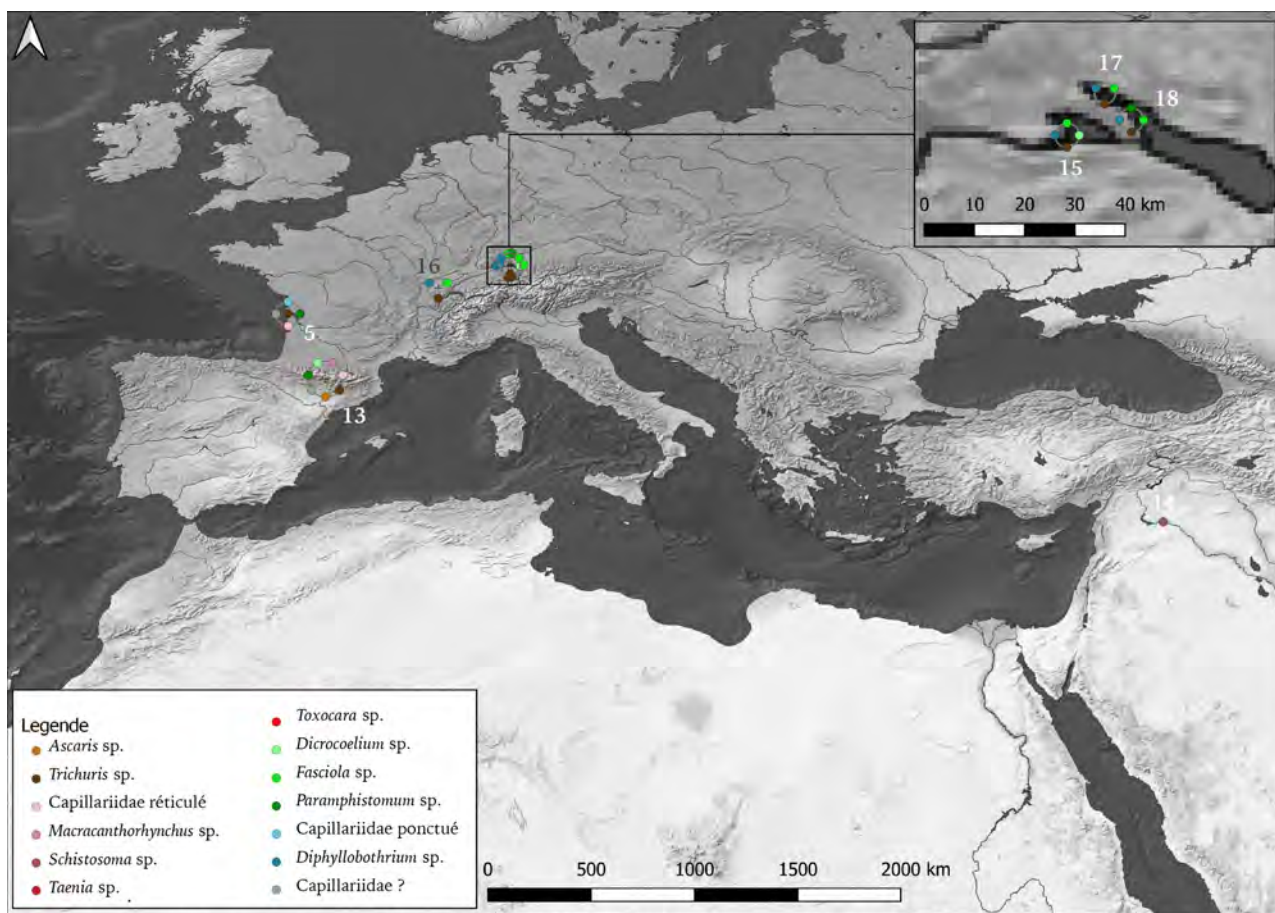 17
18
15
0 10 20 30 40 km
16
5
13
14
Legende
Ascaris sp.
Trichuris sp.
Capillariidae réticulé
Macracanthorhynchus sp.
Schistosoma sp.
Taenia sp.
Toxocara sp.
Dicrocoelium sp.
Fasciola sp.
Paramphistomum sp.
Capillariidae ponctué
Diphyllobothrium sp.
Capillariidae ?
0 500 1000 1500 2000 km